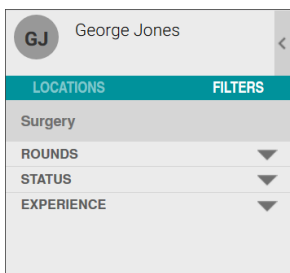 GJ George Jones
<
LOCATIONS FILTERS
Surgery
ROUNDS
STATUS
EXPERIENCE